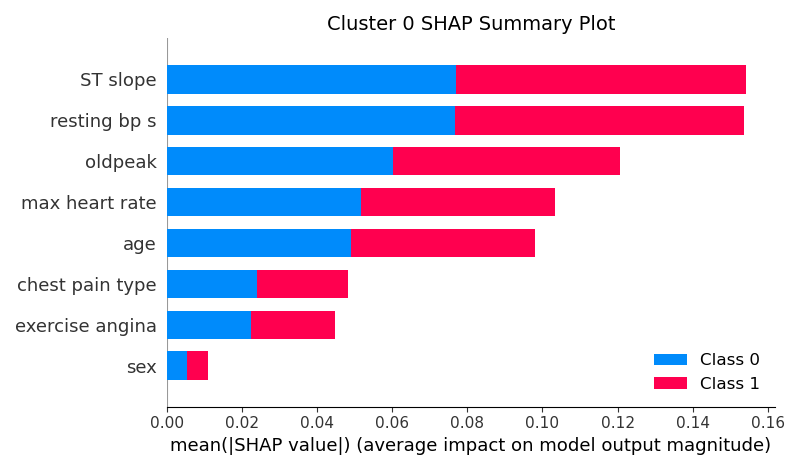 Cluster 0 SHAP Summary Plot
ST slope
resting bp s
oldpeak
max heart rate
age
chest pain type
exercise angina
sex
Class 0
Class 1
0.00 0.02 0.04 0.06 0.08 0.10 0.12 0.14 0.16
mean(|SHAP value|) (average impact on model output magnitude)